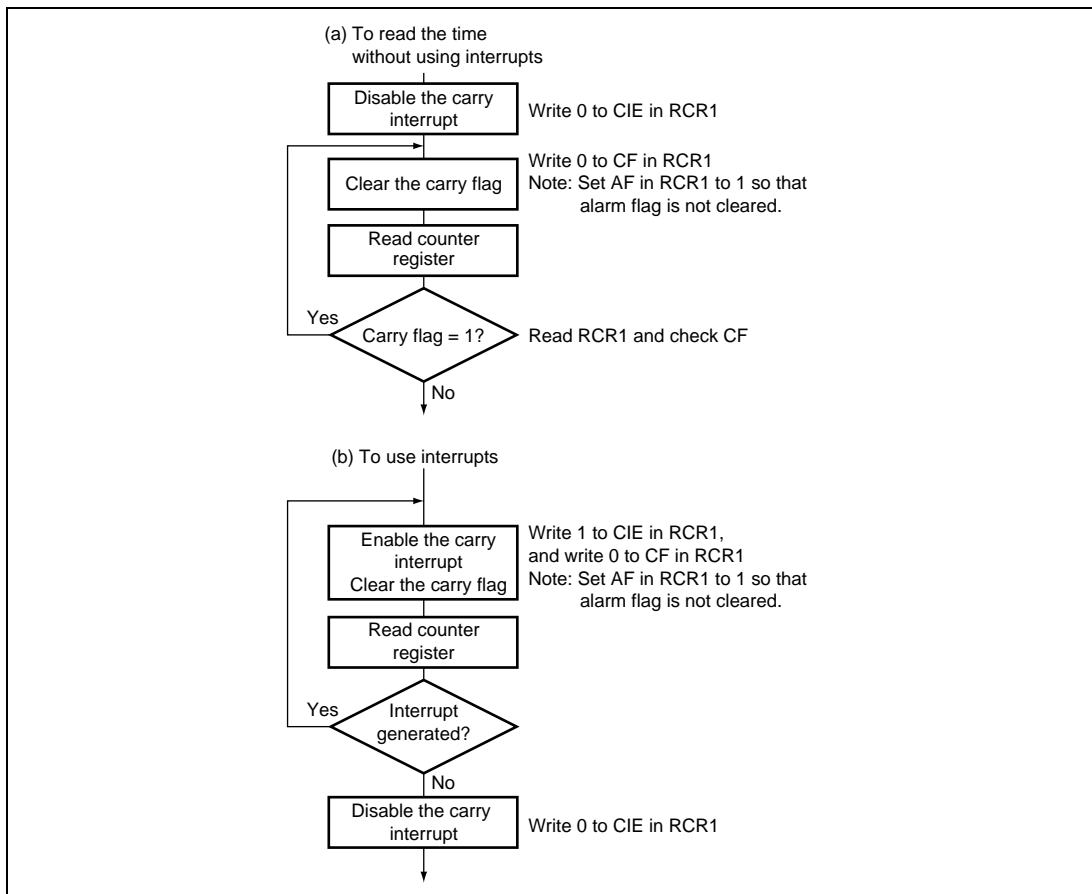 (a) To read the time
without using interrupts
Disable the carry
interrupt
Write 0 to CIE in RCR1
Clear the carry flag
Write 0 to CF in RCR1
Note: Set AF in RCR1 to 1 so that
alarm flag is not cleared.
Read counter
register
Yes
Carry flag = 1?
Read RCR1 and check CF
No
(b) To use interrupts
Enable the carry
interrupt
Clear the carry flag
Write 1 to CIE in RCR1,
and write 0 to CF in RCR1
Note: Set AF in RCR1 to 1 so that
alarm flag is not cleared.
Read counter
register
Yes
Interrupt
generated?
No
Disable the carry
interrupt
Write 0 to CIE in RCR1